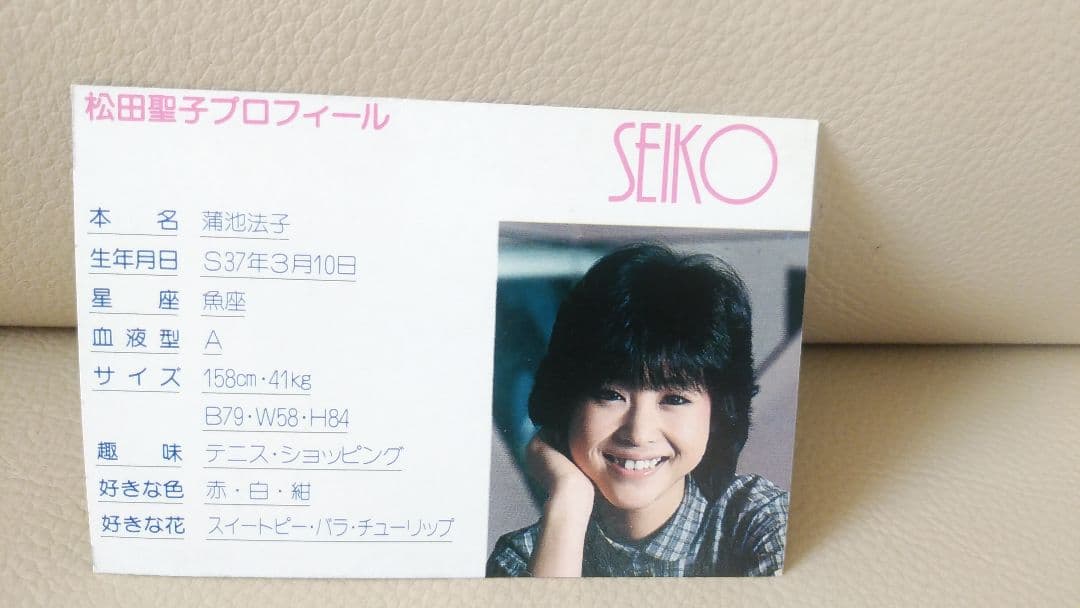 松田聖子プロフィール
SEIKO
本名 蒲池法子
生年月日 S37年3月10日
星座 魚座
血液型 A
サイズ 158cm・41kg
B79・W58・H84
趣味 テニス・ショッピング
好きな色 赤・白・紺
好きな花 スイートピー・バラ・チューリップ